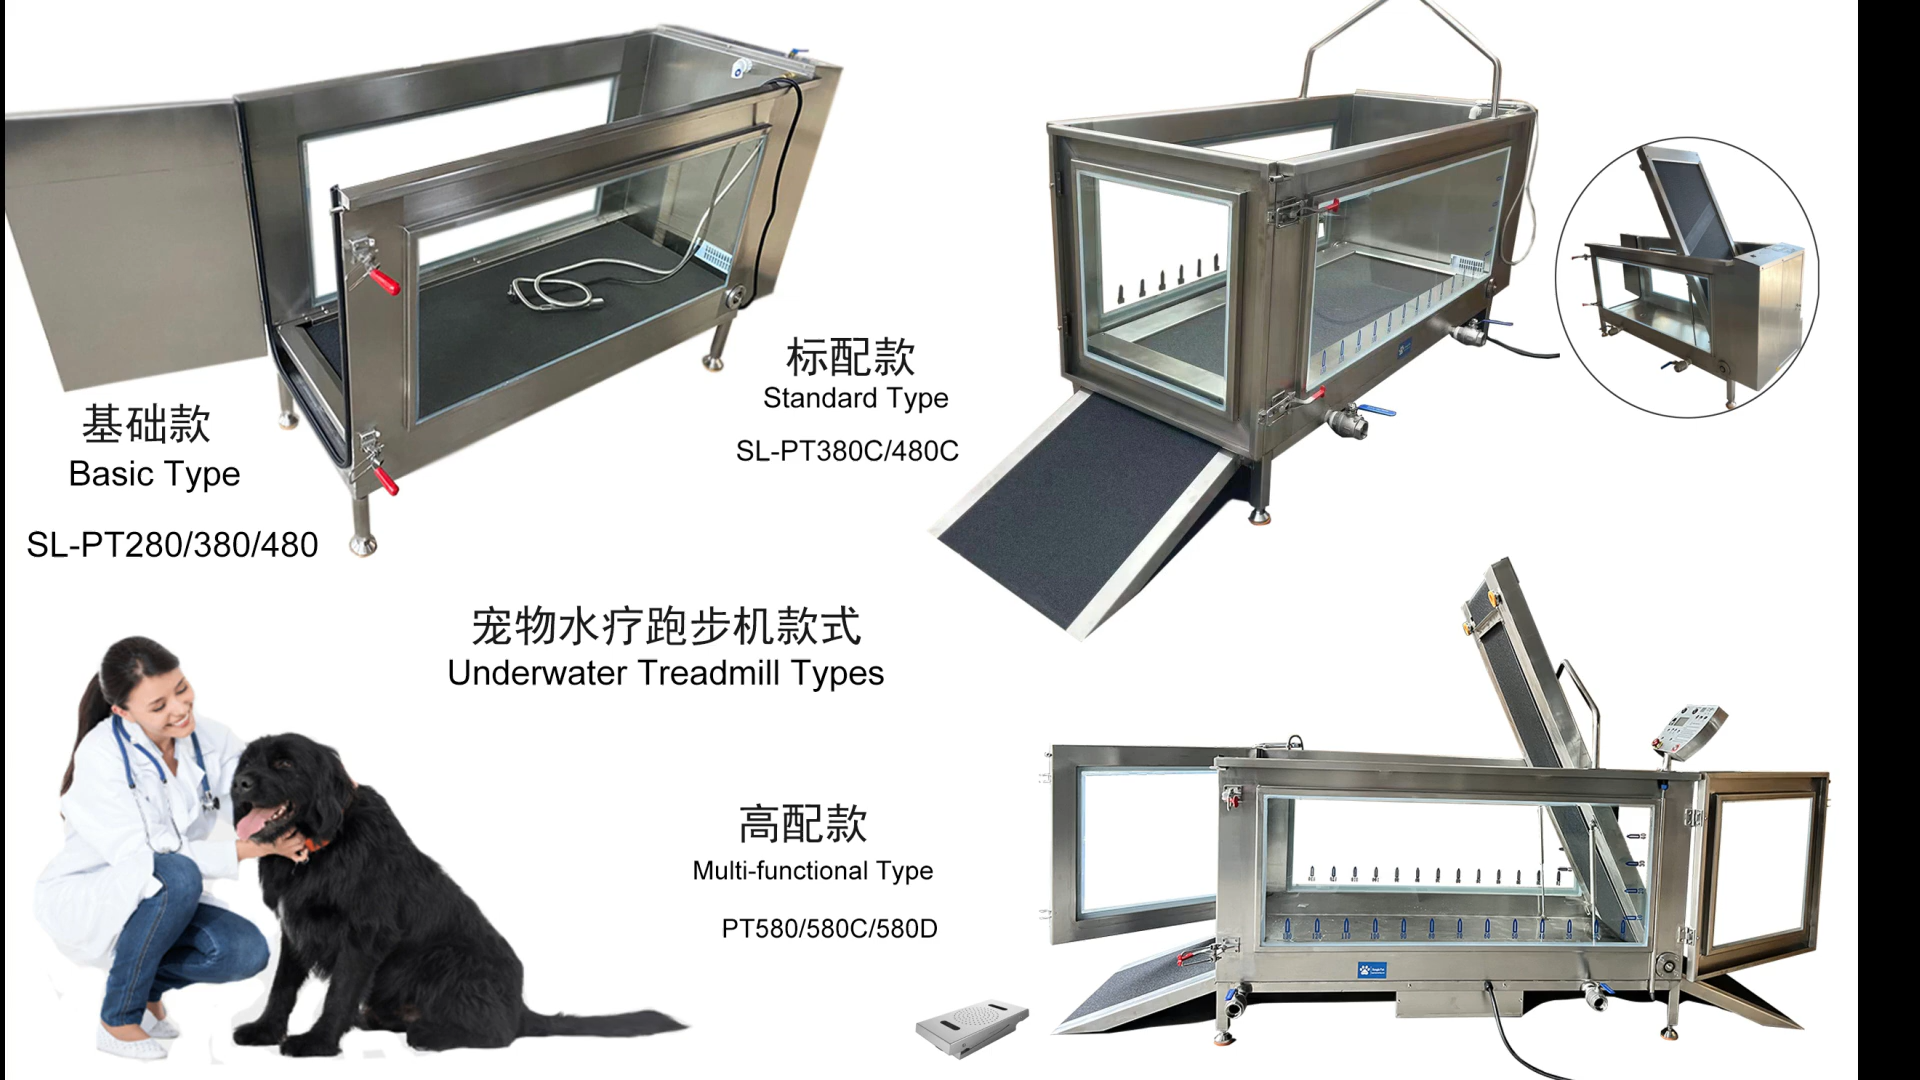 标配款
Standard Type
SL-PT380C/480C
基础款
Basic Type
SL-PT280/380/480
宠物水疗跑步机款式
Underwater Treadmill Types
高配款
Multi-functional Type
PT580/580C/580D